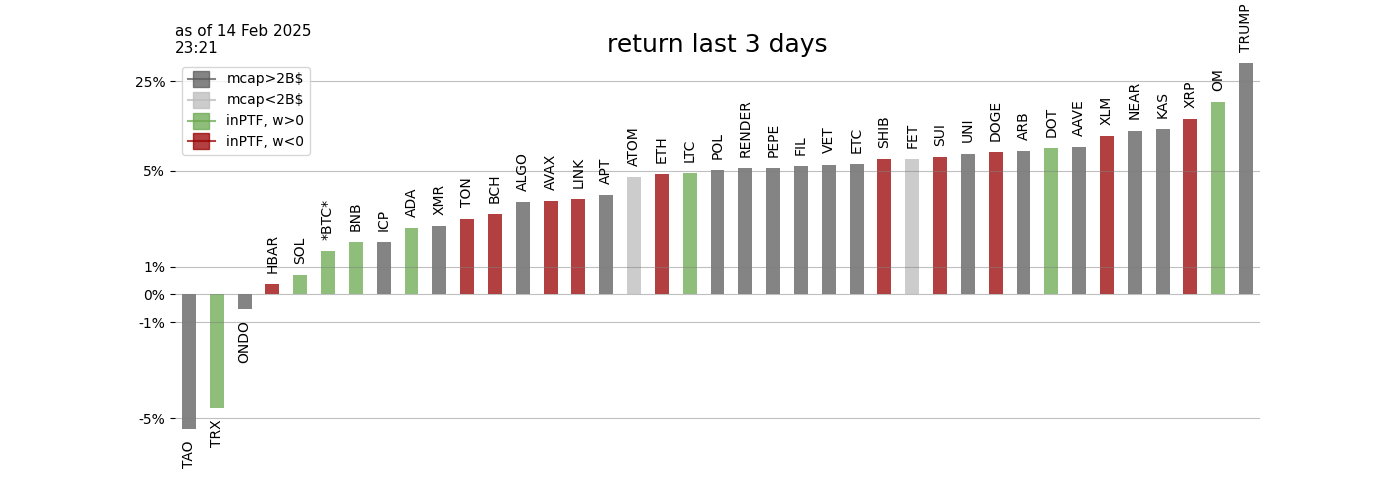 as of 14 Feb 2025
23:21
return last 3 days
mcap>2B$
mcap<2B$
inPTF, w>0
inPTF, w<0
25%
5%
1%
0%
-1%
-5%
TAO
TRX
ONDO
HBAR
SOL
*BTC*
BNB
ICP
ADA
XMR
TON
BCH
ALGO
AVAX
LINK
APT
ATOM
ETH
LTC
POL
RENDER
PEPE
FIL
VET
ETC
SHIB
FET
SUI
UNI
DOGE
ARB
DOT
AAVE
XLM
NEAR
KAS
XRP
OM
TRUMP